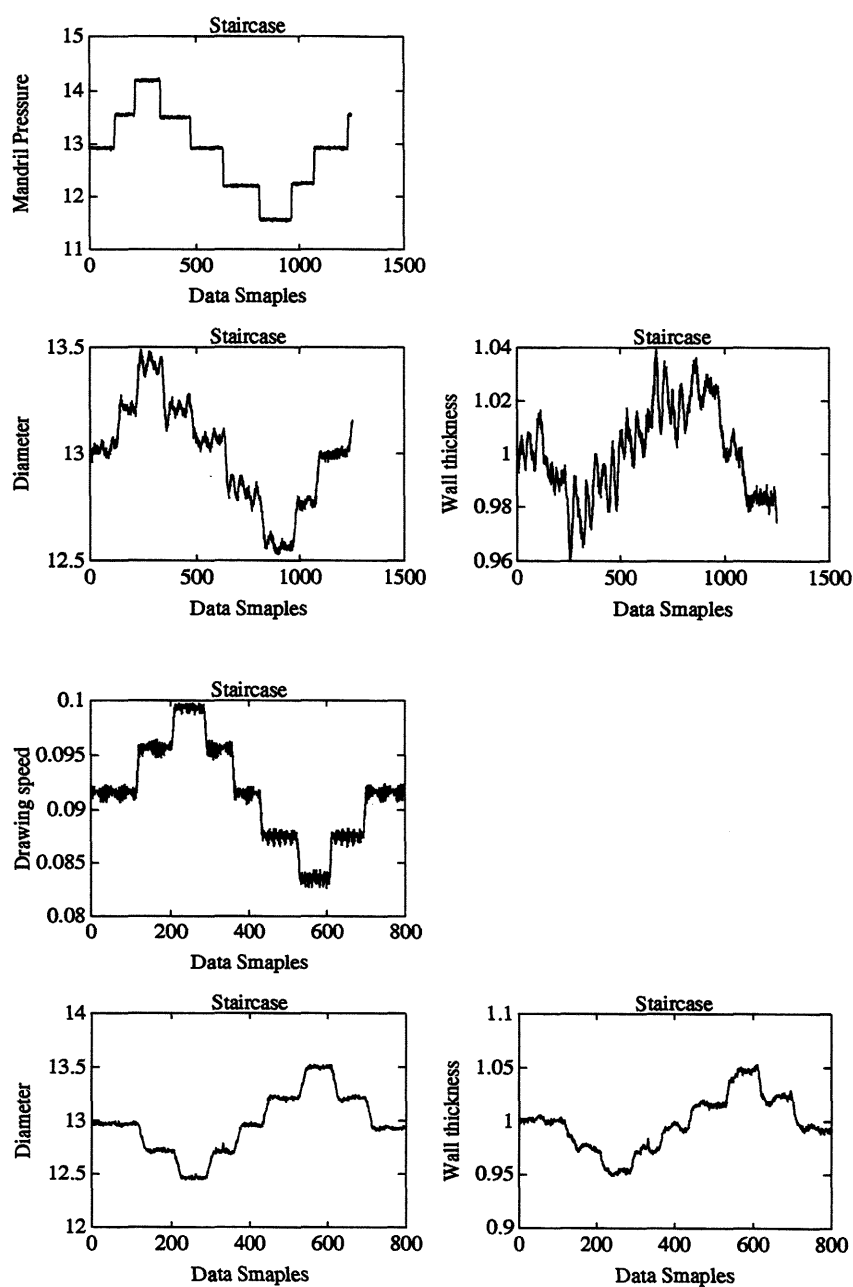 Staircase
15
14
13
12
11
Mandril Pressure
0 500 1000 1500
Data Smaples
Staircase
13.5
13
12.5
Diameter
0 500 1000 1500
Data Smaples
Staircase
1.04
1.02
1
0.98
0.96
Wall thickness
0 500 1000 1500
Data Smaples
Staircase
0.1
0.095
0.09
0.085
0.08
Drawing speed
0 200 400 600 800
Data Smaples
Staircase
14
13.5
13
12.5
12
Diameter
0 200 400 600 800
Data Smaples
Staircase
1.1
1.05
1
0.95
0.9
Wall thickness
0 200 400 600 800
Data Smaples